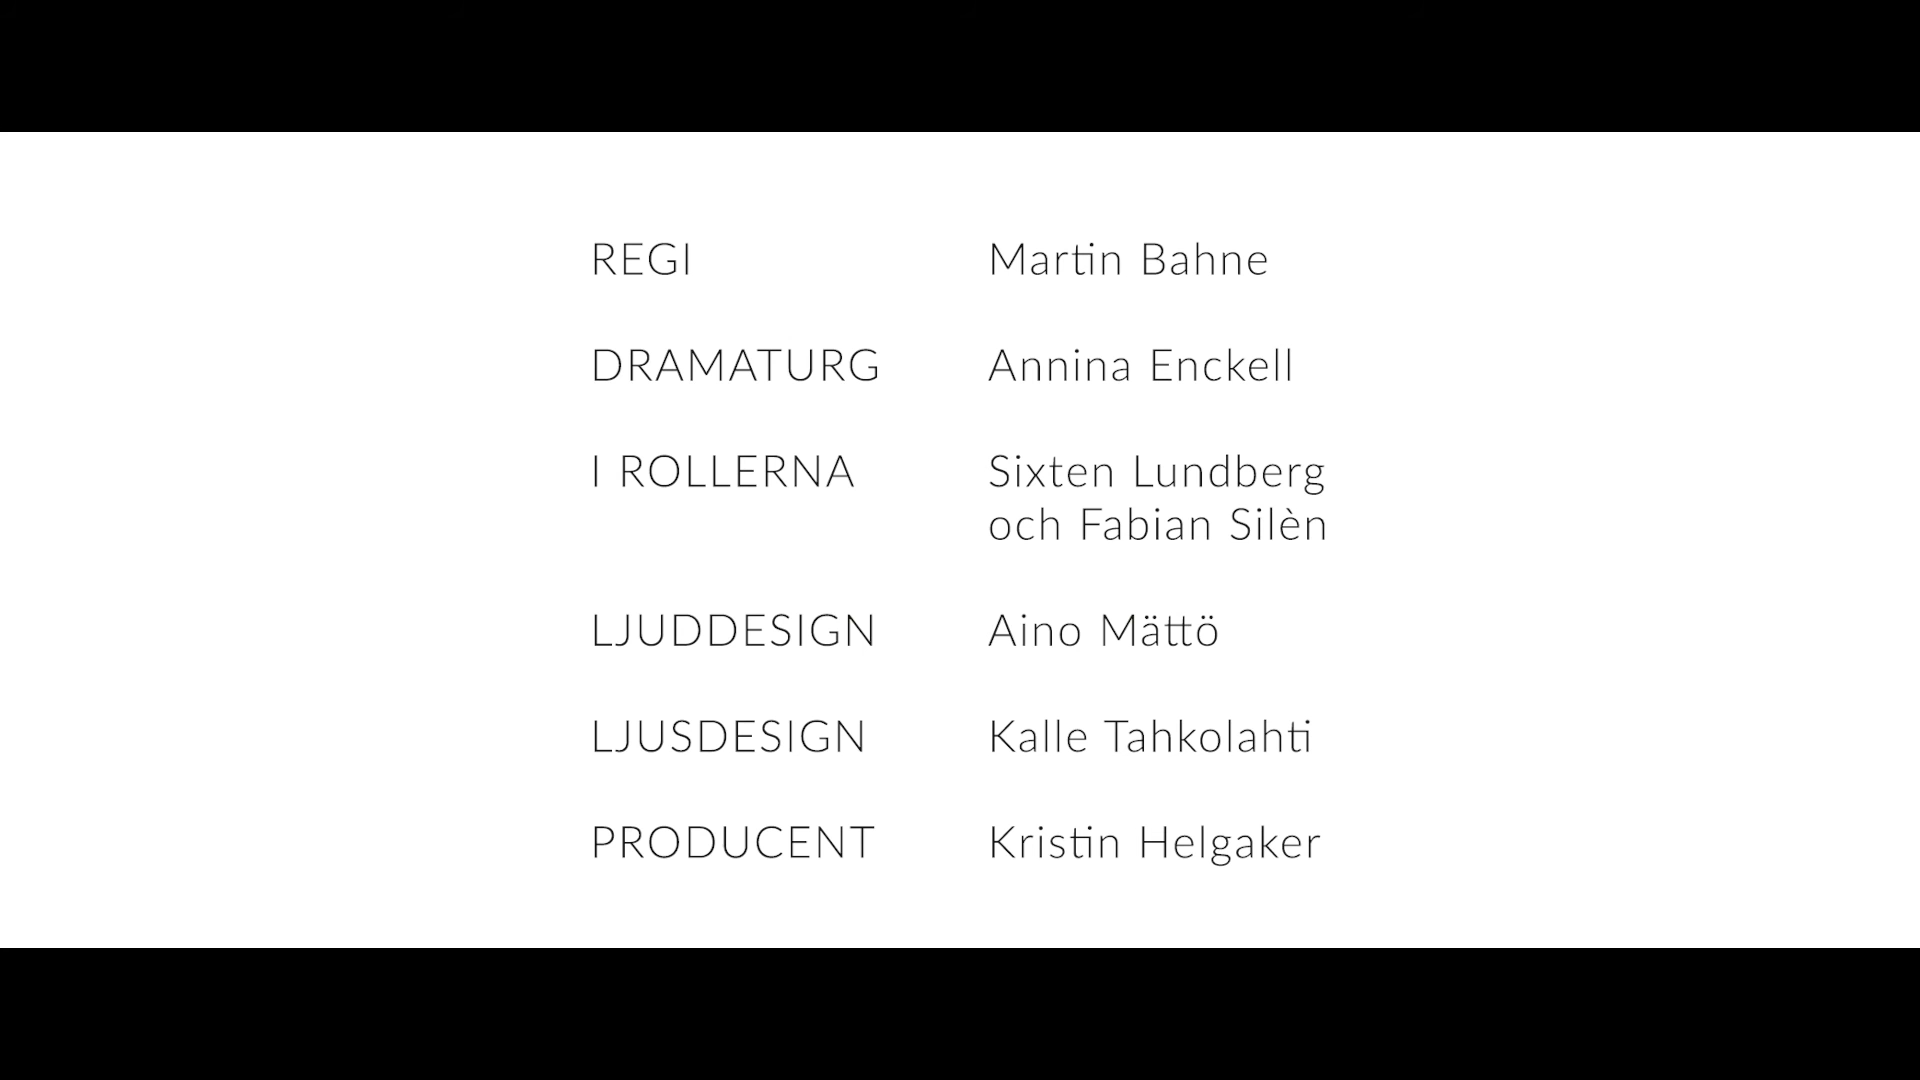 REGI Martin Bahne
DRAMATURG Annina Enckell
I ROLLERNA Sixten Lundberg
och Fabian Silèn
LJUDDESIGN Aino Mättö
LJUSDESIGN Kalle Tahkolahti
PRODUCENT Kristin Helgaker